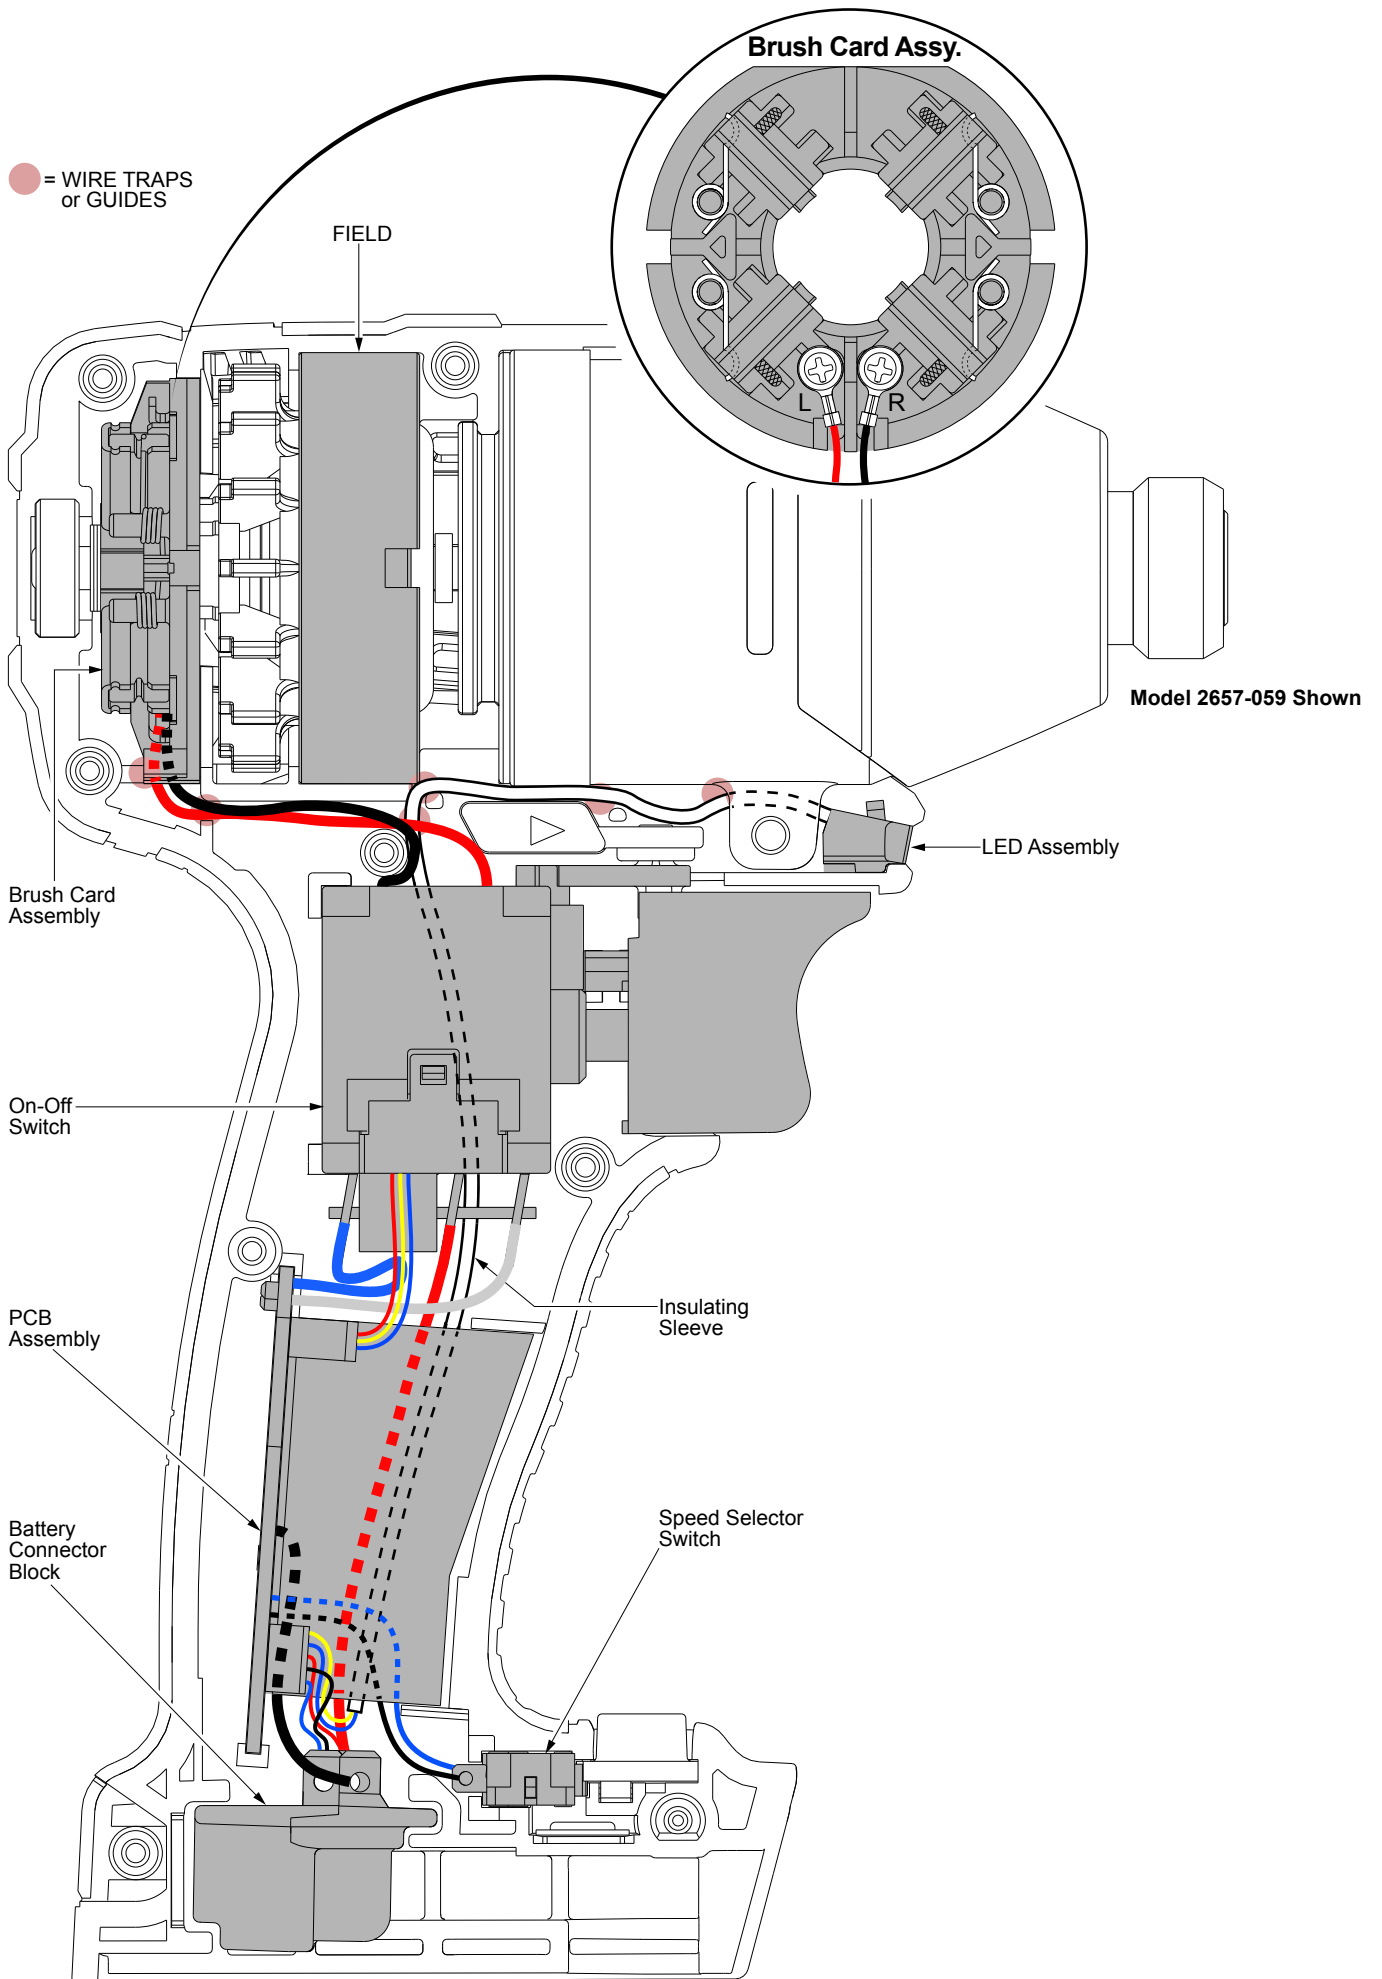 Brush Card Assy.
= WIRE TRAPS
or GUIDES
FIELD
L
R
Model 2657-059 Shown
LED Assembly
Brush Card
Assembly
On-Off
Switch
Insulating
Sleeve
PCB
Assembly
Battery
Connector
Block
Speed Selector
Switch